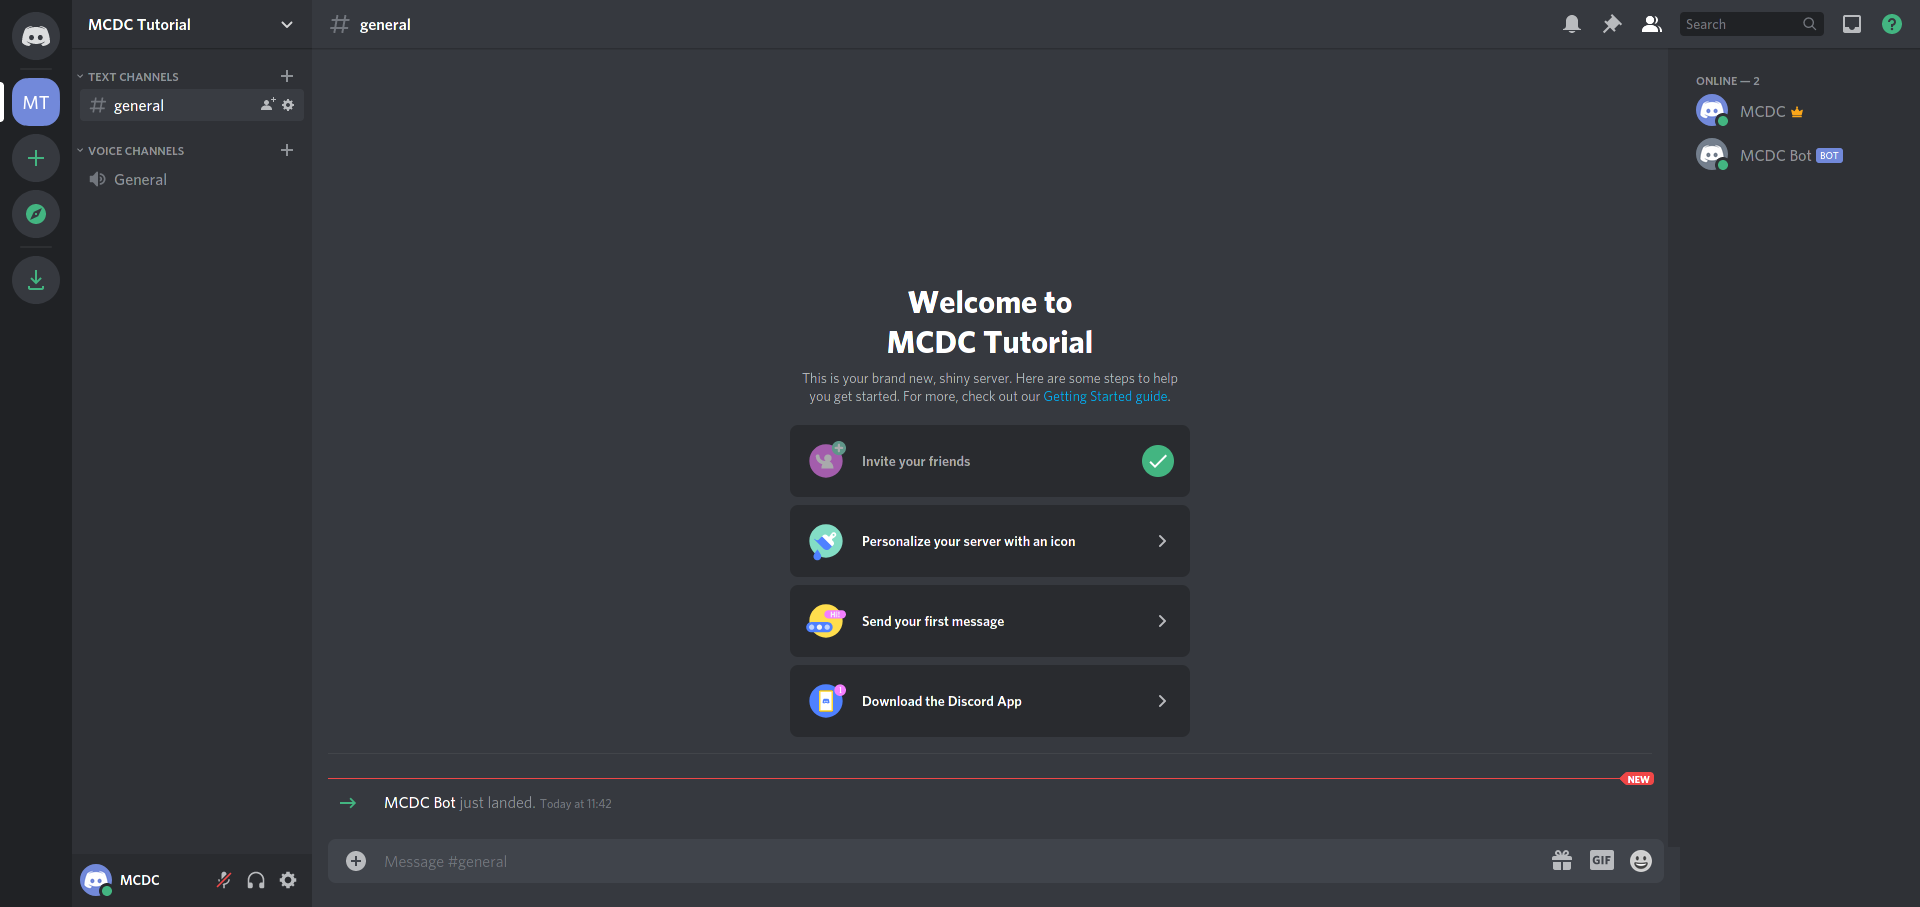 MCDC Tutorial
MT
TEXT CHANNELS
general
VOICE CHANNELS
General
MCDC
general
Search
?
Welcome to
MCDC Tutorial
This is your brand new, shiny server. Here are some steps to help
you get started. For more, check out our Getting Started guide.
Invite your friends
Personalize your server with an icon
Hi!
Send your first message
Download the Discord App
NEW
MCDC Bot just landed. Today at 11:42
Message #general
GIF
ONLINE — 2
MCDC
MCDC Bot BOT